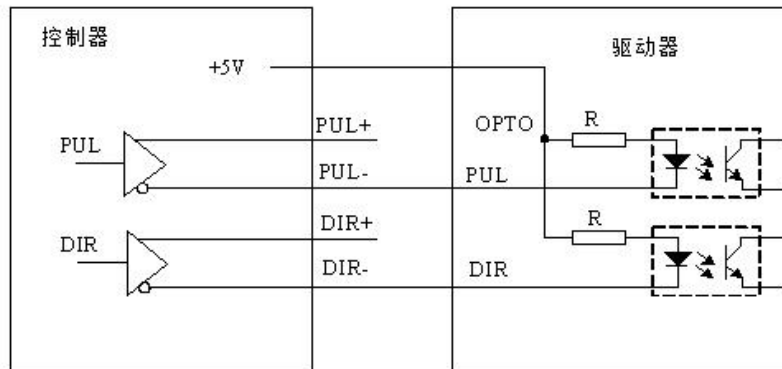 控制器
驱动器
+5V
PUL+
OPTO
R
PUL
PUL-
PUL
DIR+
R
DIR
DIR-
DIR